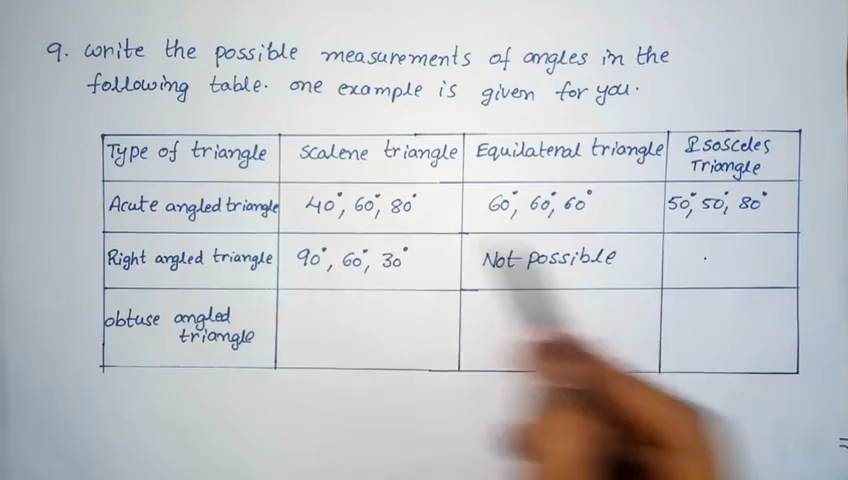 9. Write the possible measurements of angles in the
following table. one example is given for you.
Type of triangle Scalene triangle Equilateral triangle Isosceles Triangle
Acute angled triangle 40°, 60°, 80° 60°, 60°, 60° 50°, 50°, 80°
Right angled triangle 90°, 60°, 30° Not possible
obtuse angled
triangle
=